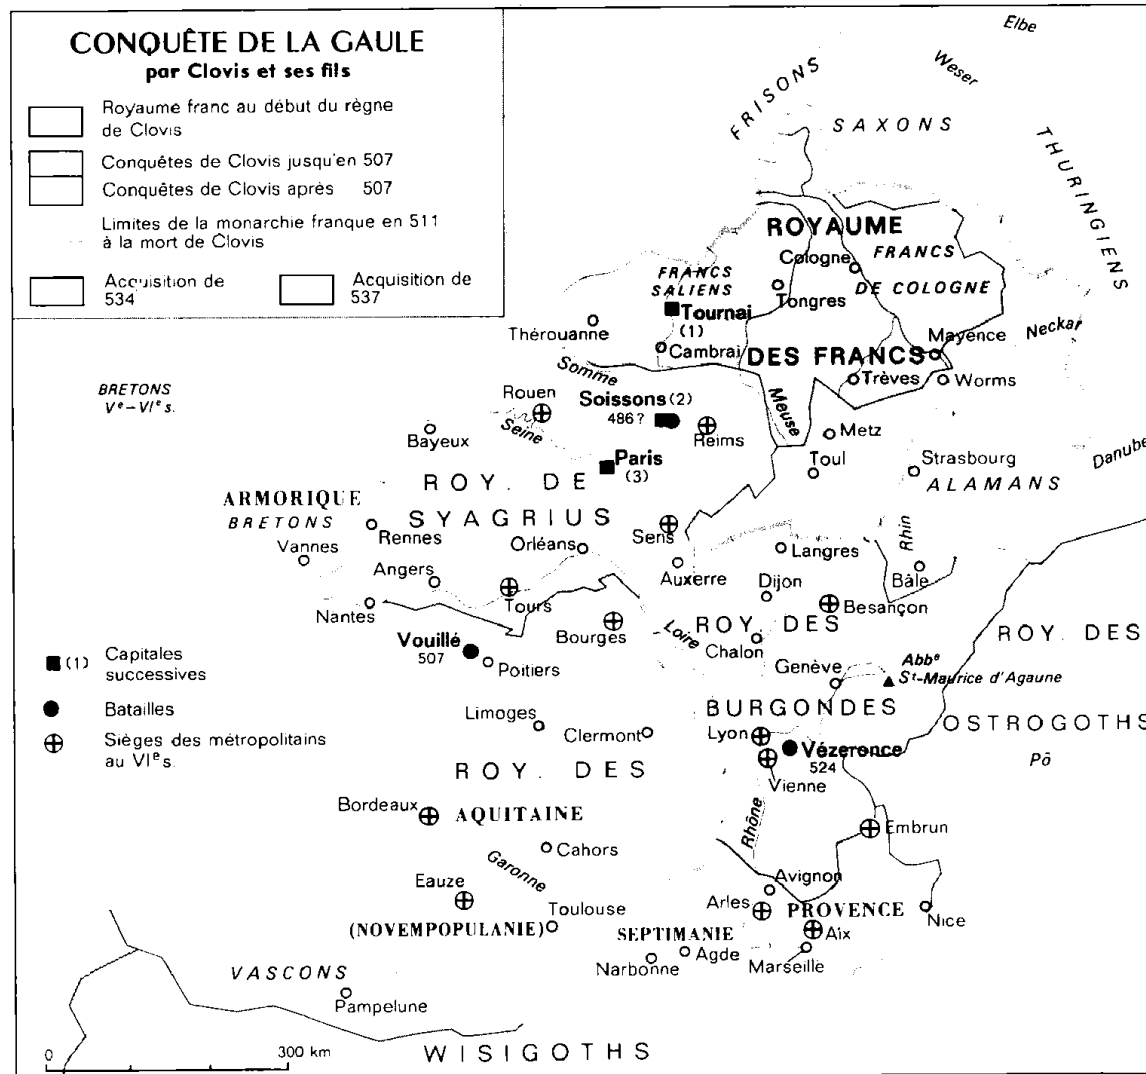 CONQUÊTE DE LA GAULE
par Clovis et ses fils
Royaume franc au début du règne
de Clovis
Conquêtes de Clovis jusqu'en 507
Conquêtes de Clovis après 507
Limites de la monarchie franque en 511
à la mort de Clovis
Acquisition de
534
Acquisition de
537
Elbe
Weser
FRISONS
SAXONS
THURINGIENS
ROYAUME
Cologne
FRANCS
DE COLOGNE
FRANCS
SALIENS
Tongres
Tournai
(1)
Thérouanne
Cambrai
DES FRANCS
Mayence
Neckar
Trèves
Worms
Somme
BRETONS
Ve-VIe s.
Rouen
Soissons (2)
486?
Meuse
Seine
Reims
Bayeux
Metz
Paris
(3)
Toul
Strasbourg
Danube
ALAMANS
ROY. DE
SYAGRIUS
ARMORIQUE
BRETONS
Rennes
Vannes
Orléans
Sens
Langres
Rhin
Angers
Auxerre
Dijon
Bâle
Nantes
Tours
Bourges
Besançon
Loire
ROY. DES
Chalon
ROY. DES
Vouillé
507
Poitiers
Genève
Abbe
St-Maurice d'Agaune
BURGONDES
OSTROGOTHS
Limoges
Clermont
Lyon
Vézeronce
524
Pô
Vienne
ROY. DES
Bordeaux
AQUITAINE
Rhône
Embrun
Cahors
Garonne
Avignon
Eauze
Arles
PROVENCE
Nice
(NOVEMPOPULANIE)
Toulouse
SEPTIMANIE
Aix
Agde
Narbonne
Marseille
VASCONS
Pampelune
WISIGOTHS
(1) Capitales
successives
Batailles
Sièges des métropolitains
au VIe s.
0 300 km